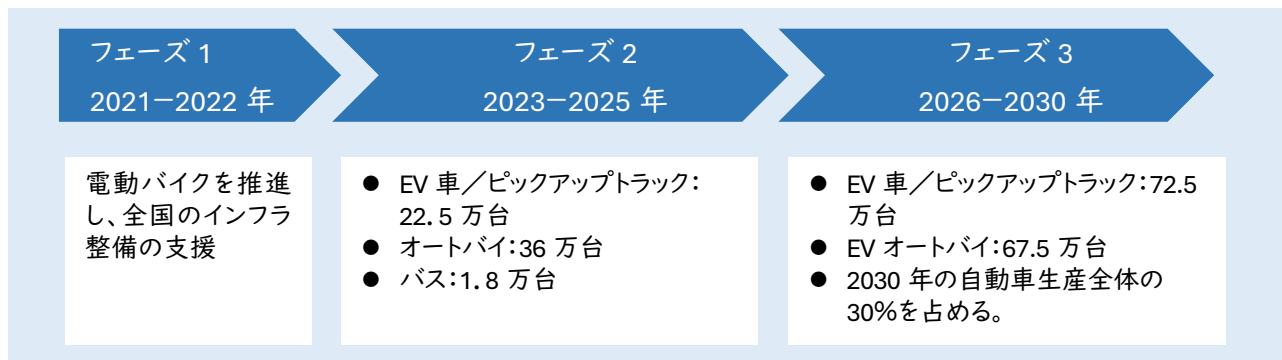 フェーズ 1
2021－2022 年
フェーズ 2
2023－2025 年
フェーズ 3
2026－2030 年
電動バイクを推進
し、全国のインフラ
整備の支援
● EV 車／ピックアップトラック：
22．5 万台
● オートバイ：36 万台
● バス：1．8 万台
● EV 車／ピックアップトラック：72.5
万台
● EV オートバイ：67.5 万台
● 2030 年の自動車生産全体の
30％を占める。